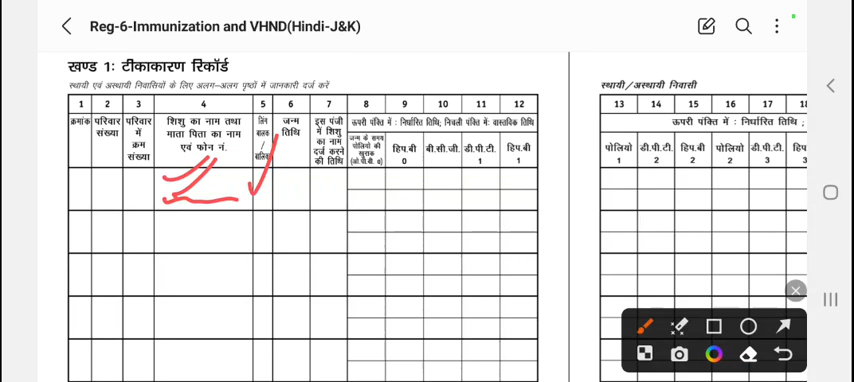 Reg-6-Immunization and VHND(Hindi-J&K)
खण्ड 1: टीकाकारण रिकॉर्ड
स्थायी एवं अस्थायी निवासियों के लिए अलग-अलग पृष्ठों में जानकारी दर्ज करें
1 2 3 4 5 6 7 8 9 10 11 12
क्रमांक
परिवार
संख्या
परिवार
में
क्रम
संख्या
शिशु का नाम तथा
माता पिता का नाम
एवं फोन नं.
लिंग
बालक
/
बालिका
जन्म
तिथि
इस पंजी
में शिशु
का नाम
दर्ज करने
की तिथि
ऊपरी पंक्ति में : निर्धारित तिथि; निचली पंक्ति में: वास्तविक तिथि
जन्म के समय
पोलियो की
खुराक
(ओ.पी.वी. 0)
हिप.बी
0
बी.सी.जी.
डी.पी.टी.
1
हिप.बी
1
स्थायी/अस्थायी निवासी
13 14 15 16 17 18
ऊपरी पंक्ति में : निर्धारित तिथि ;
पोलियो
1
डी.पी.टी.
2
हिप.बी
2
पोलियो
2
डी.पी.टी.
3
हिप
3